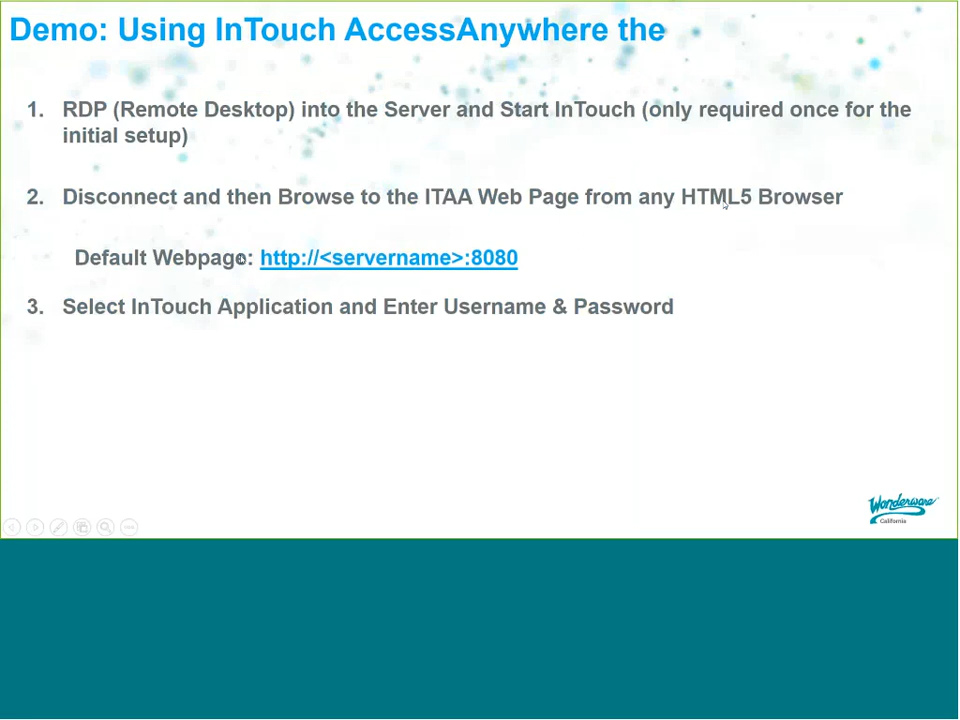 Demo: Using InTouch AccessAnywhere the
1. RDP (Remote Desktop) into the Server and Start InTouch (only required once for the
initial setup)
2. Disconnect and then Browse to the ITAA Web Page from any HTML5 Browser
Default Webpage: http://<servername>:8080
3. Select InTouch Application and Enter Username & Password
Wonderware
California